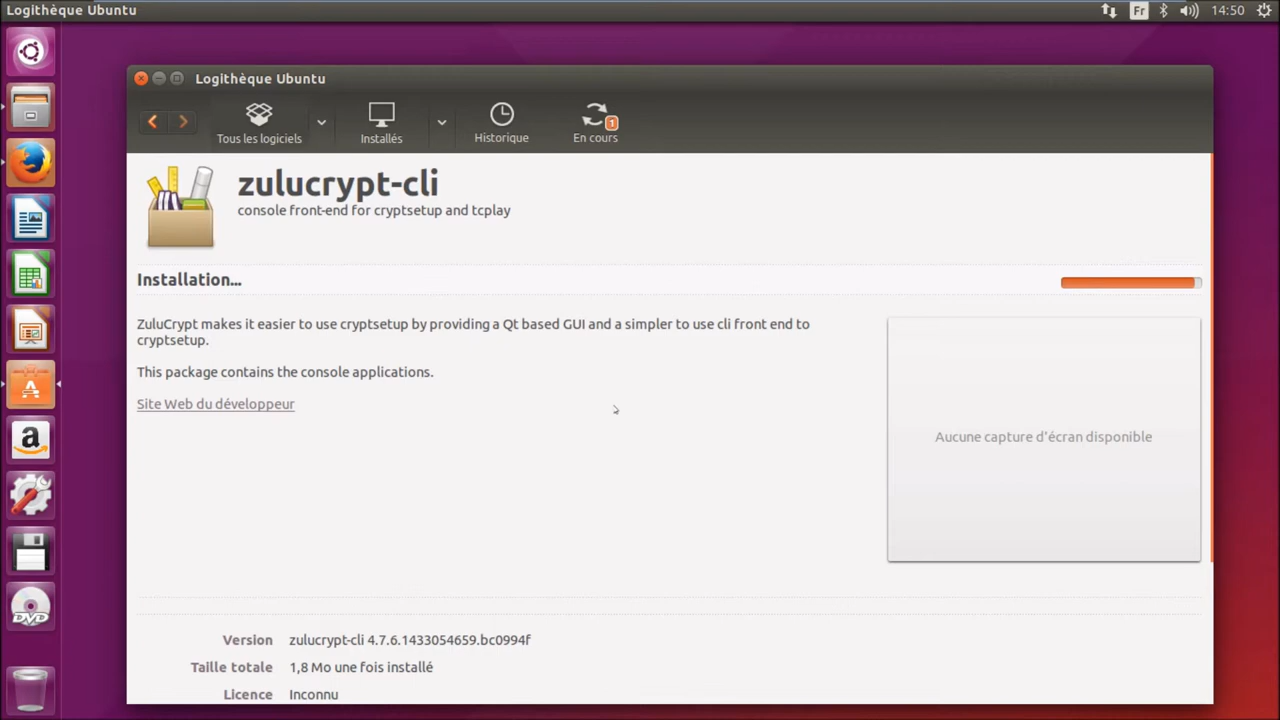 Logithèque Ubuntu
Fr
14:50
Logithèque Ubuntu
Tous les logiciels
Installés
Historique
1
En cours
zulucrypt-cli
console front-end for cryptsetup and tcplay
Installation...
ZuluCrypt makes it easier to use cryptsetup by providing a Qt based GUI and a simpler to use cli front end to
cryptsetup.
This package contains the console applications.
Site Web du développeur
Aucune capture d'écran disponible
DVD
Version zulucrypt-cli 4.7.6.1433054659.bc0994f
Taille totale 1,8 Mo une fois installé
Licence Inconnu